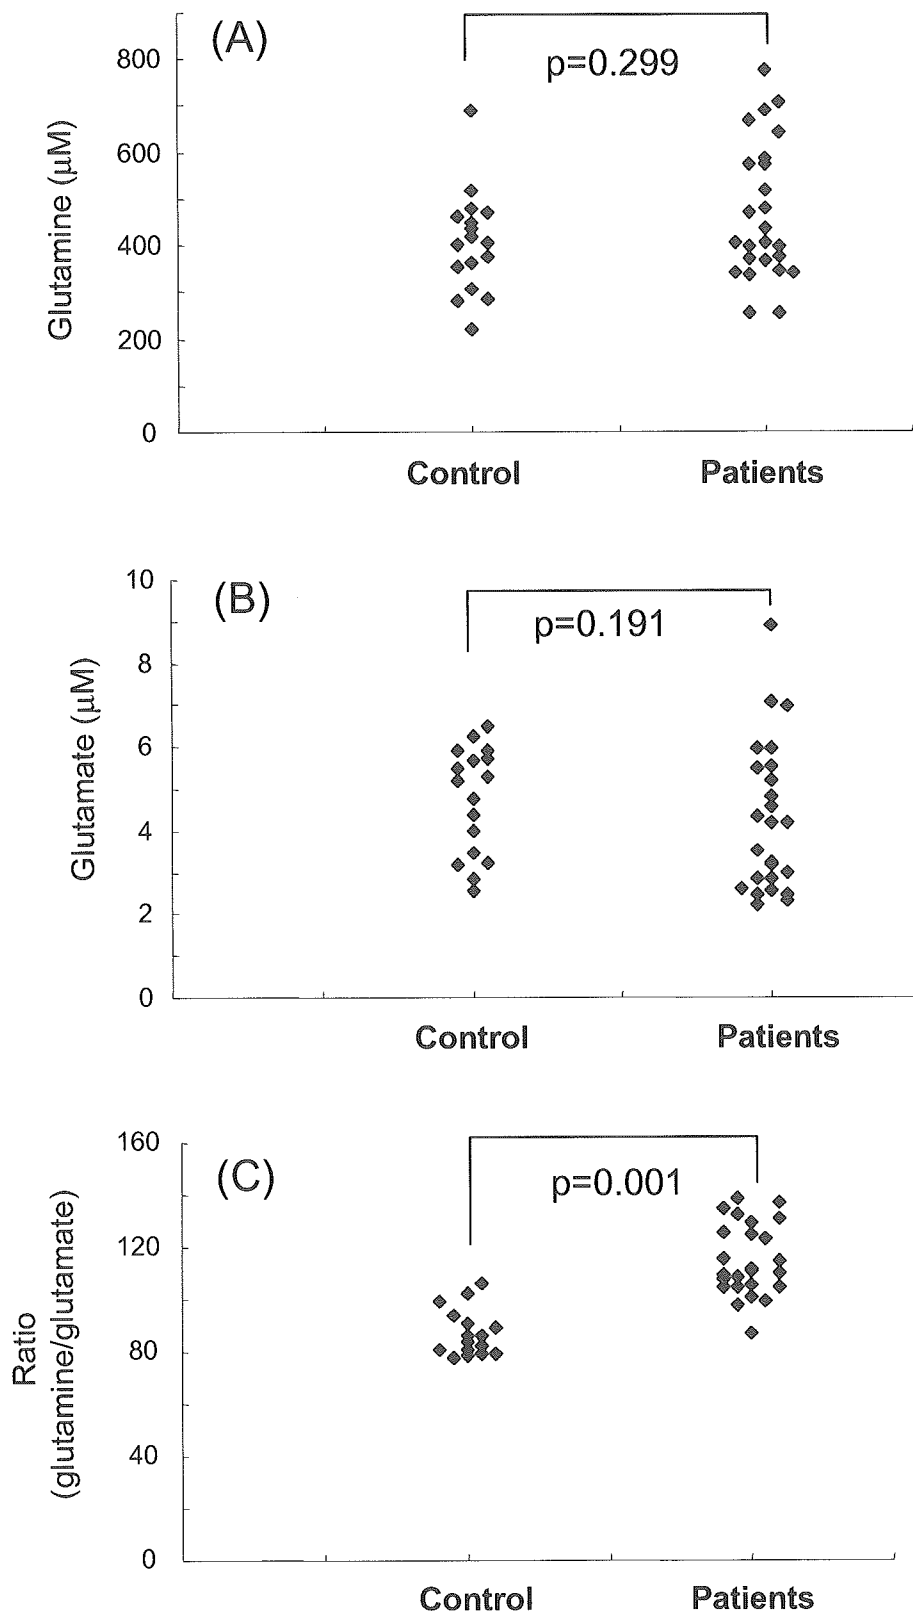 (A)
p=0.299
Glutamine (µM)
800
600
400
200
0
Control Patients
(B)
p=0.191
Glutamate (µM)
10
8
6
4
2
0
Control Patients
(C)
p=0.001
Ratio
(glutamine/glutamate)
160
120
80
40
0
Control Patients